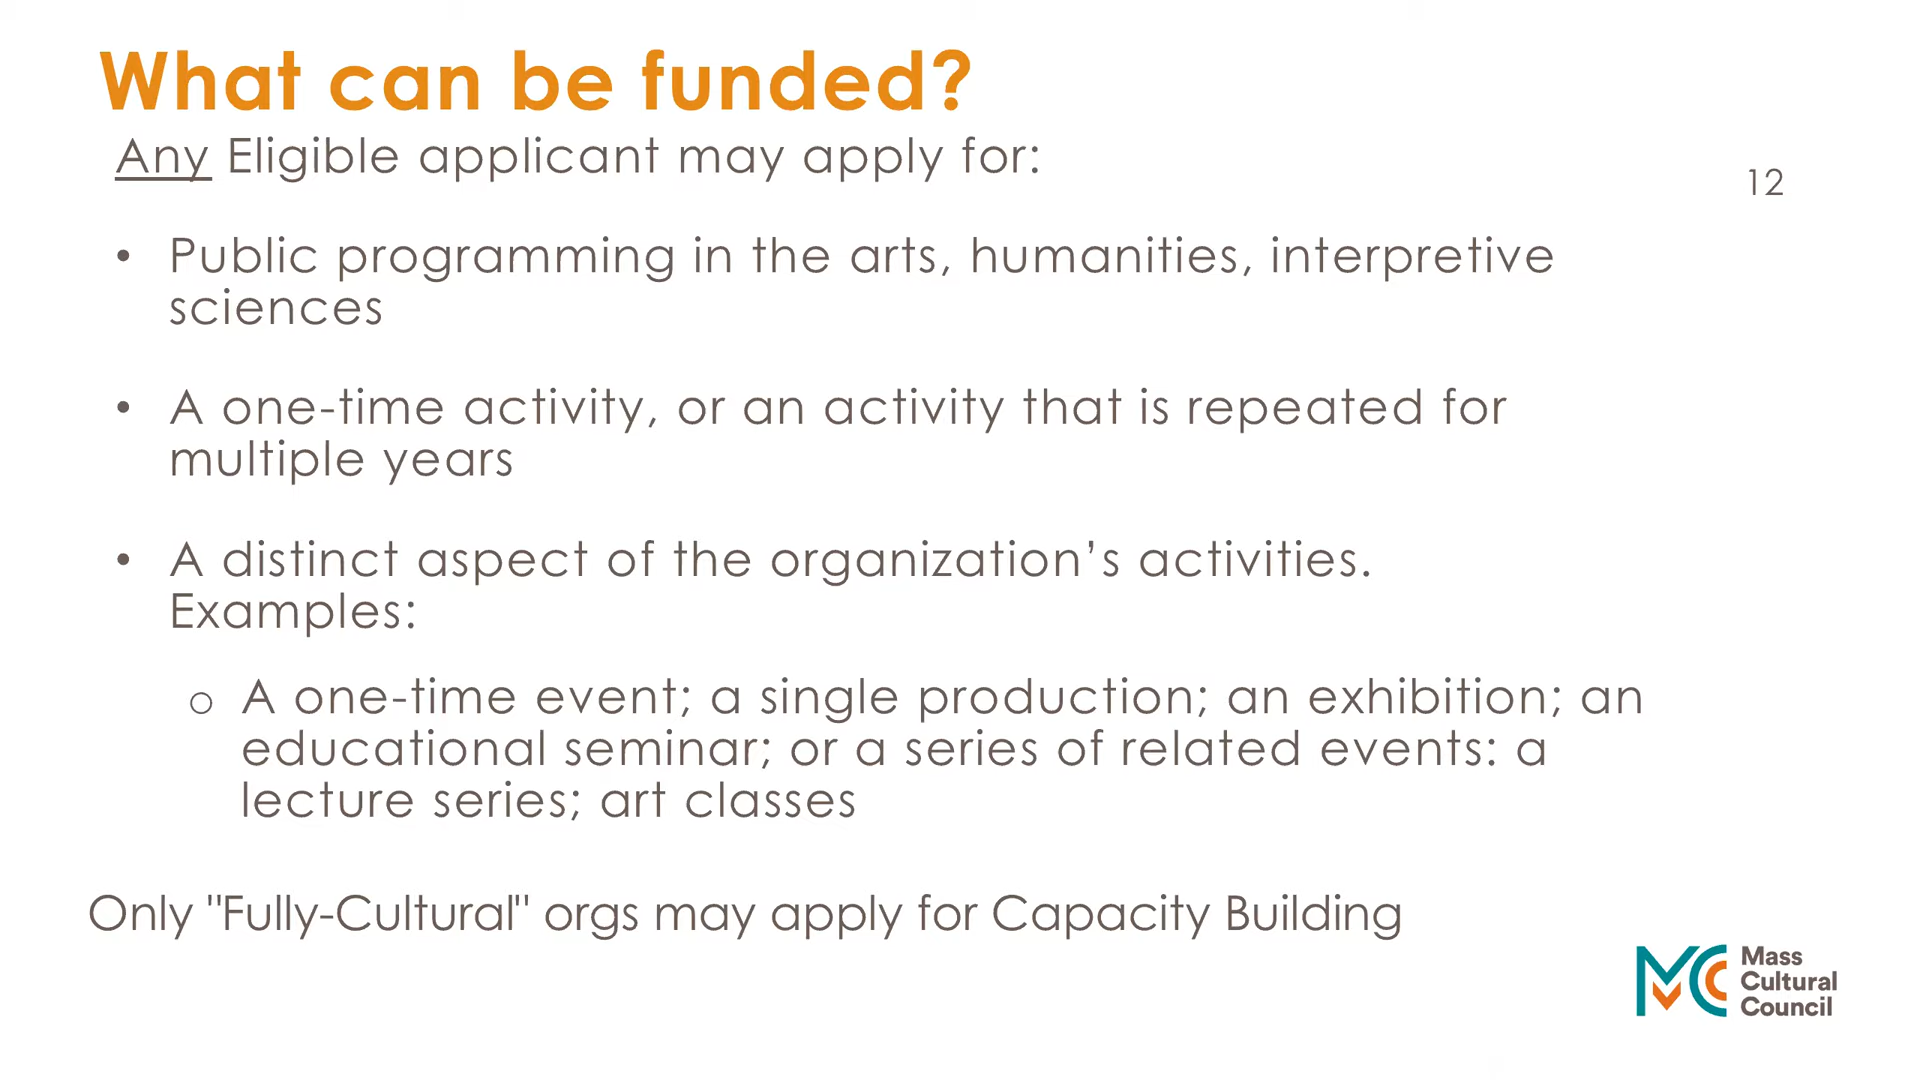 What can be funded?
Any Eligible applicant may apply for:
12
• Public programming in the arts, humanities, interpretive
sciences
• A one-time activity, or an activity that is repeated for
multiple years
• A distinct aspect of the organization’s activities.
Examples:
o A one-time event; a single production; an exhibition; an
educational seminar; or a series of related events: a
lecture series; art classes
Only "Fully-Cultural" orgs may apply for Capacity Building
Mass
Cultural
Council